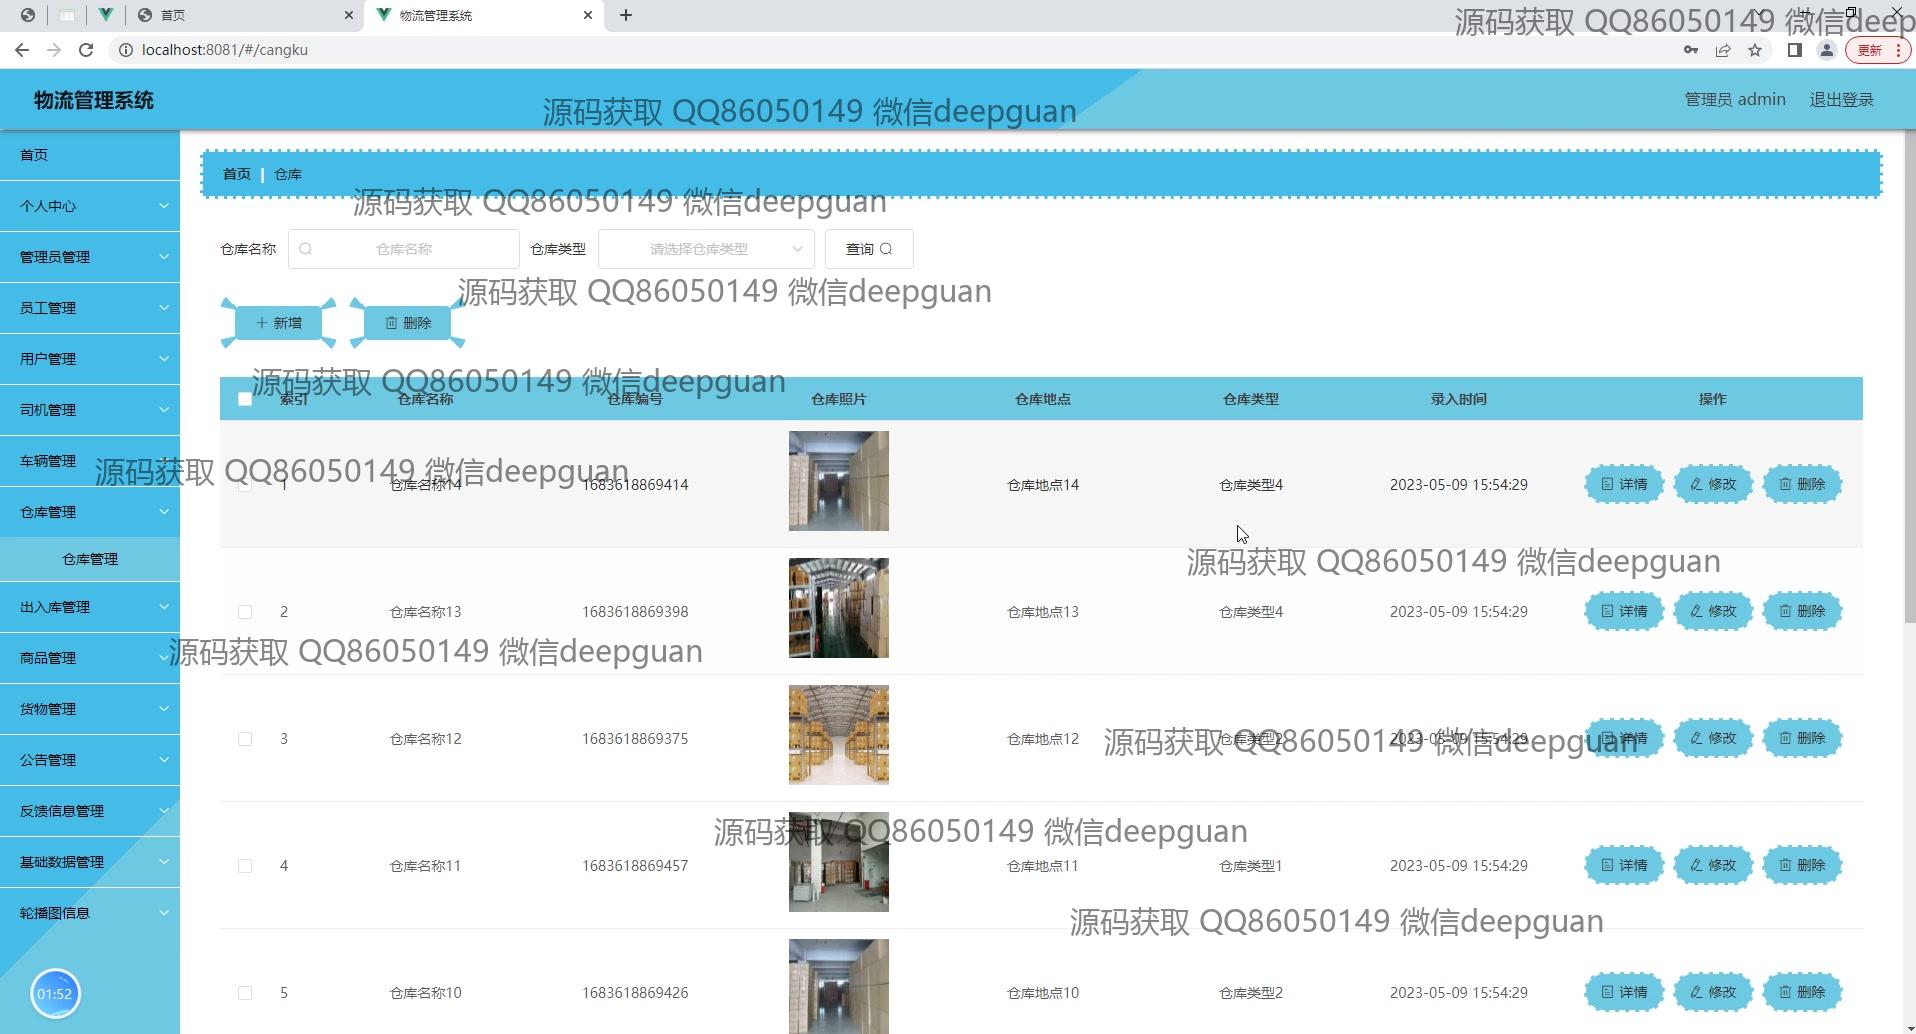 首页
物流管理系统
localhost:8081/#/cangku
更新
源码获取 QQ86050149 微信deep
物流管理系统
源码获取 QQ86050149 微信deepguan
管理员 admin
退出登录
首页
个人中心
管理员管理
员工管理
用户管理
司机管理
车辆管理
仓库管理
仓库管理
出入库管理
商品管理
货物管理
公告管理
反馈信息管理
基础数据管理
轮播图信息
01:52
首页 仓库
源码获取 QQ86050149 微信deepguan
仓库名称 仓库名称 仓库类型 请选择仓库类型 查询
源码获取 QQ86050149 微信deepguan
新增 删除
源码获取 QQ86050149 微信deepguan
索引 仓库名称 仓库编号 仓库照片 仓库地点 仓库类型 录入时间 操作
源码获取 QQ86050149 微信deepguan
1 仓库名称14 1683618869414 仓库地点14 仓库类型4 2023-05-09 15:54:29 详情 修改 删除
源码获取 QQ86050149 微信deepguan
2 仓库名称13 1683618869398 仓库地点13 仓库类型4 2023-05-09 15:54:29 详情 修改 删除
源码获取 QQ86050149 微信deepguan
3 仓库名称12 1683618869375 仓库地点12 仓库类型2 2023-05-09 15:54:29 详情 修改 删除
源码获取 QQ86050149 微信deepguan
源码获取 QQ86050149 微信deepguan
4 仓库名称11 1683618869457 仓库地点11 仓库类型1 2023-05-09 15:54:29 详情 修改 删除
源码获取 QQ86050149 微信deepguan
5 仓库名称10 1683618869426 仓库地点10 仓库类型2 2023-05-09 15:54:29 详情 修改 删除